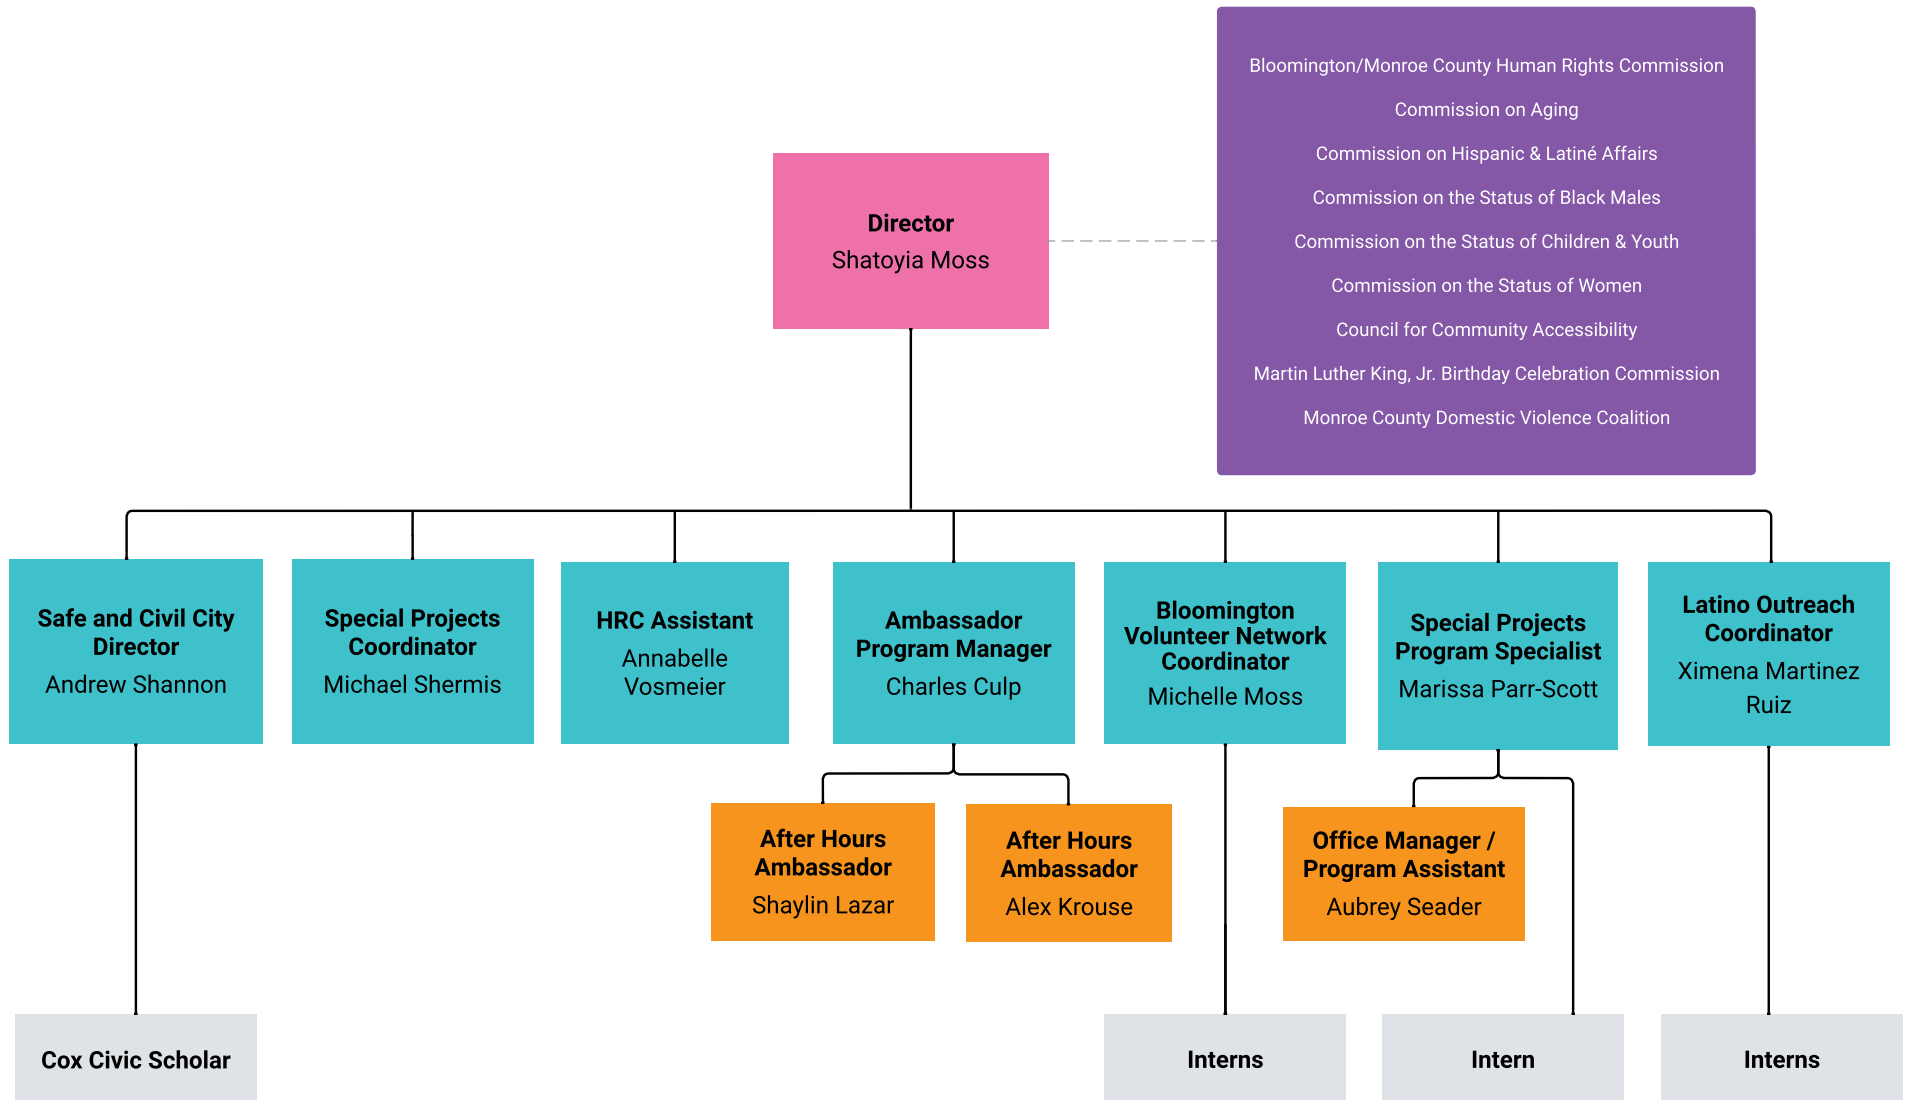 Bloomington/Monroe County Human Rights Commission
Commission on Aging
Commission on Hispanic & Latiné Affairs
Commission on the Status of Black Males
Commission on the Status of Children & Youth
Commission on the Status of Women
Council for Community Accessibility
Martin Luther King, Jr. Birthday Celebration Commission
Monroe County Domestic Violence Coalition
Director
Shatoyia Moss
Safe and Civil City
Director
Andrew Shannon
Special Projects
Coordinator
Michael Shermis
HRC Assistant
Annabelle
Vosmeier
Ambassador
Program Manager
Charles Culp
Bloomington
Volunteer Network
Coordinator
Michelle Moss
Special Projects
Program Specialist
Marissa Parr-Scott
Latino Outreach
Coordinator
Ximena Martinez
Ruiz
After Hours
Ambassador
Shaylin Lazar
After Hours
Ambassador
Alex Krouse
Office Manager /
Program Assistant
Aubrey Seader
Cox Civic Scholar
Interns
Intern
Interns